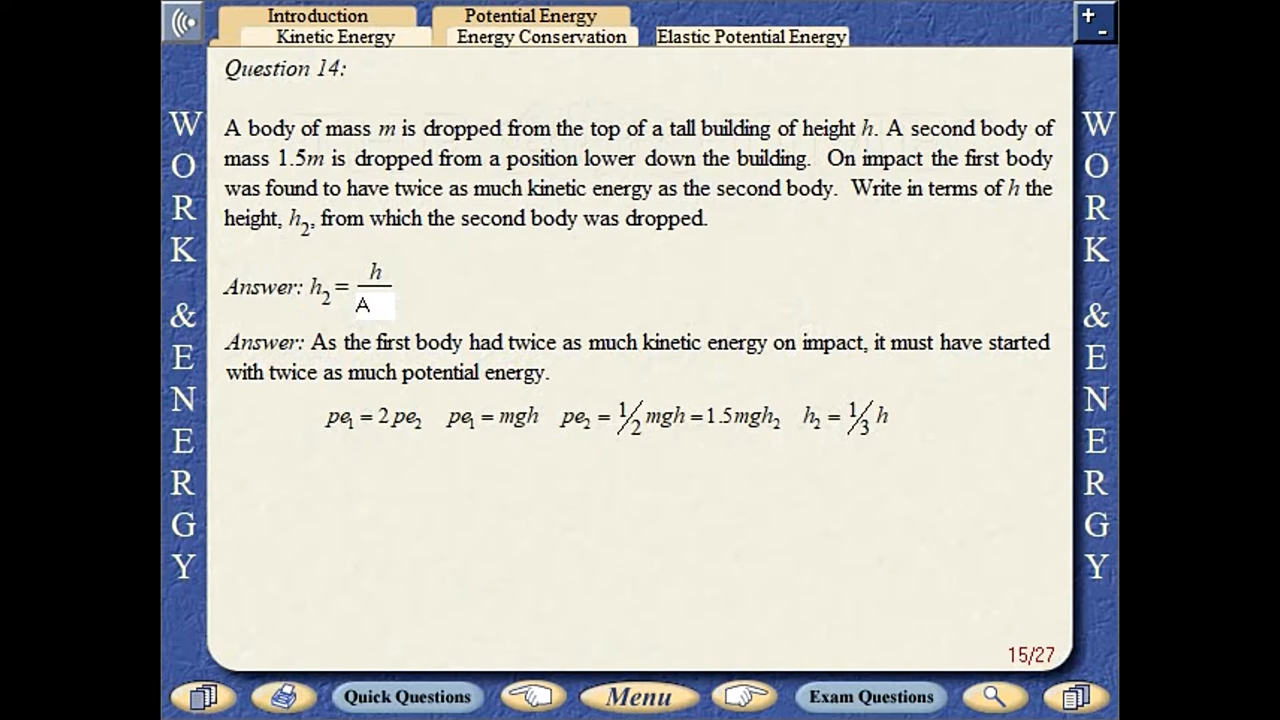 Introduction
Potential Energy
+
-
Kinetic Energy
Energy Conservation
Elastic Potential Energy
Question 14:
A body of mass m is dropped from the top of a tall building of height h. A second body of
mass 1.5m is dropped from a position lower down the building. On impact the first body
was found to have twice as much kinetic energy as the second body. Write in terms of h the
height, h₂, from which the second body was dropped.
Answer: h₂ = h/A
Answer: As the first body had twice as much kinetic energy on impact, it must have started
with twice as much potential energy.
pe₁ = 2pe₂ pe₁ = mgh pe₂ = 1/2 mgh = 1.5mgh₂ h₂ = 1/3 h
WORK & ENERGY
WORK & ENERGY
15/27
Quick Questions
Menu
Exam Questions